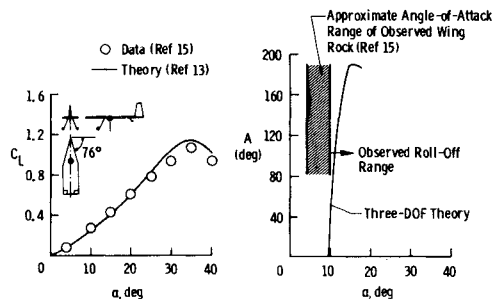 Data (Ref 15)
Theory (Ref 13)
1.6
1.2
CL
0.8
0.4
0
10
20
30
40
α, deg
76°
Approximate Angle-of-Attack
Range of Observed Wing
Rock (Ref 15)
200
160
A
(deg)
120
80
40
0
10
20
30
40
α, deg
Observed Roll-Off
Range
Three-DOF Theory